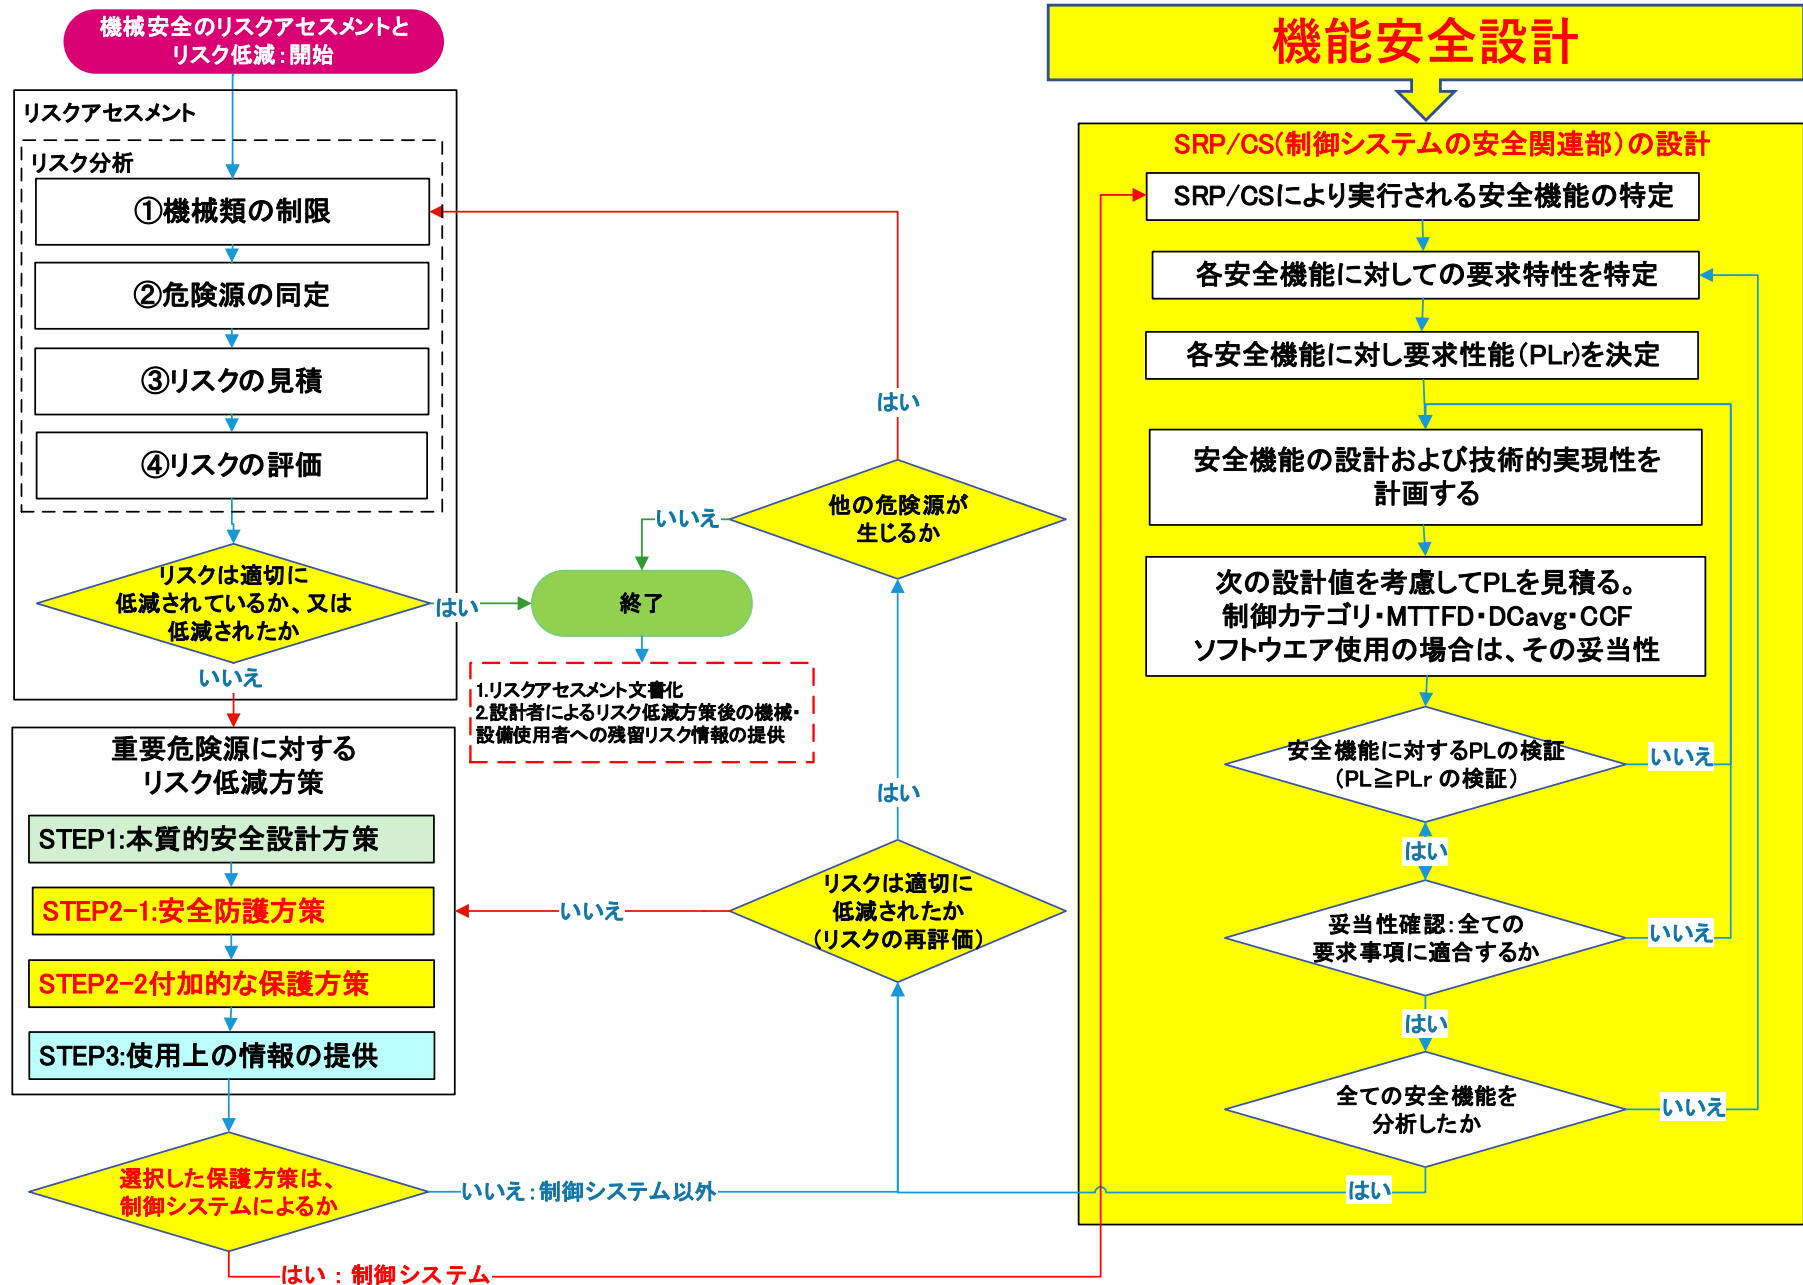 機械安全のリスクアセスメントと
リスク低減：開始
リスクアセスメント
リスク分析
①機械類の制限
②危険源の同定
③リスクの見積
④リスクの評価
リスクは適切に
低減されているか、又は
低減されたか
はい
いいえ
終了
1.リスクアセスメント文書化
2.設計者によるリスク低減方策後の機械・
設備使用者への残留リスク情報の提供
重要危険源に対する
リスク低減方策
STEP1:本質的安全設計方策
STEP2-1:安全防護方策
STEP2-2付加的な保護方策
STEP3:使用上の情報の提供
選択した保護方策は、
制御システムによるか
いいえ：制御システム以外
はい：制御システム
はい
他の危険源が
生じるか
いいえ
はい
リスクは適切に
低減されたか
（リスクの再評価）
いいえ
機能安全設計
SRP/CS(制御システムの安全関連部）の設計
SRP/CSにより実行される安全機能の特定
各安全機能に対しての要求特性を特定
各安全機能に対し要求性能（PLr)を決定
安全機能の設計および技術的実現性を
計画する
次の設計値を考慮してPLを見積る。
制御カテゴリ・MTTFD・DCavg・CCF
ソフトウエア使用の場合は、その妥当性
安全機能に対するPLの検証
（PL≧PLr の検証）
いいえ
はい
妥当性確認：全ての
要求事項に適合するか
いいえ
はい
全ての安全機能を
分析したか
いいえ
はい